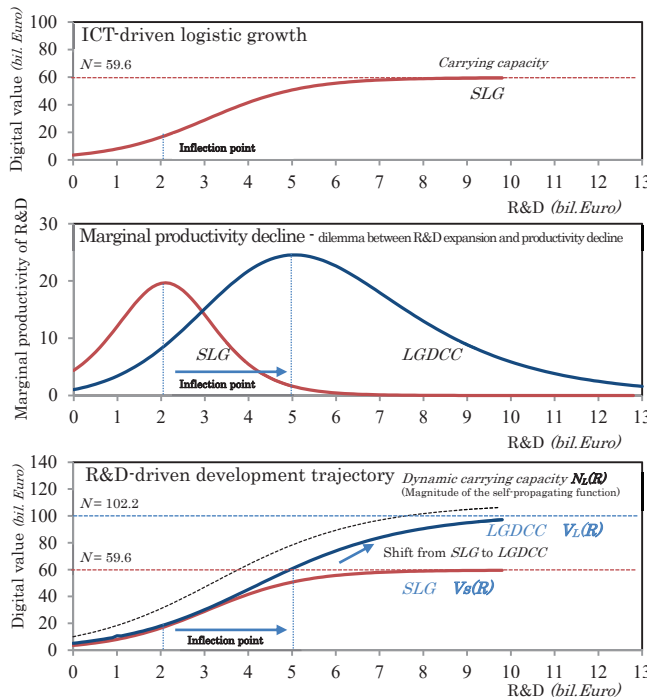 ICT-driven logistic growth
Digital value (bil. Euro)
100
80
60
40
20
0
N = 59.6
Carrying capacity
SLG
Inflection point
0 1 2 3 4 5 6 7 8 9 10 11 12 13
R&D (bil.Euro)
Marginal productivity decline - dilemma between R&D expansion and productivity decline
Marginal productivity of R&D
30
20
10
0
SLG
LGDCC
Inflection point
0 1 2 3 4 5 6 7 8 9 10 11 12 13
R&D (bil.Euro)
R&D-driven development trajectory
Dynamic carrying capacity N_L(R)
(Magnitude of the self-propagating function)
Digital value (bil. Euro)
140
120
100
80
60
40
20
0
N = 102.2
LGDCC V_L(R)
Shift from SLG to LGDCC
N = 59.6
SLG V_S(R)
Inflection point
0 1 2 3 4 5 6 7 8 9 10 11 12 13
R&D (bil.Euro)